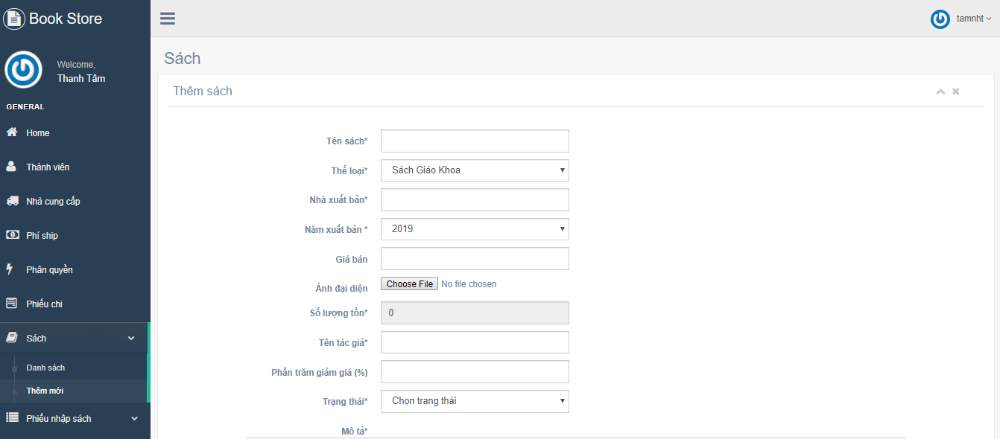 Book Store
tamnht
Welcome,
Thanh Tâm
GENERAL
Home
Thành viên
Nhà cung cấp
Phí ship
Phân quyền
Phiếu chi
Sách
Danh sách
Thêm mới
Phiếu nhập sách
Sách
Thêm sách
Tên sách*
Thể loại* Sách Giáo Khoa
Nhà xuất bản*
Năm xuất bản * 2019
Giá bán
Ảnh đại diện Choose File No file chosen
Số lượng tồn* 0
Tên tác giả*
Phần trăm giảm giá (%)
Trạng thái* Chọn trạng thái
Mô tả*